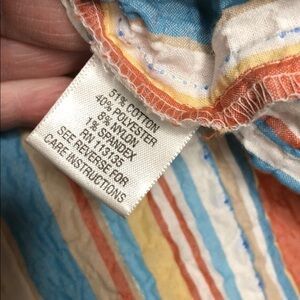 51% COTTON
40% POLYESTER
8% NYLON
1% SPANDEX
RN 113135
SEE REVERSE FOR
CARE INSTRUCTIONS